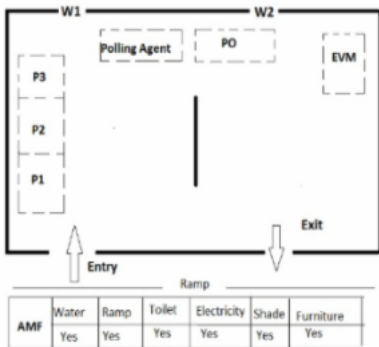 W1 W2
Polling Agent PO EVM
P3
P2
P1
Exit
Entry
Ramp
AMF Water Ramp Toilet Electricity Shade Furniture
Yes Yes Yes Yes Yes Yes